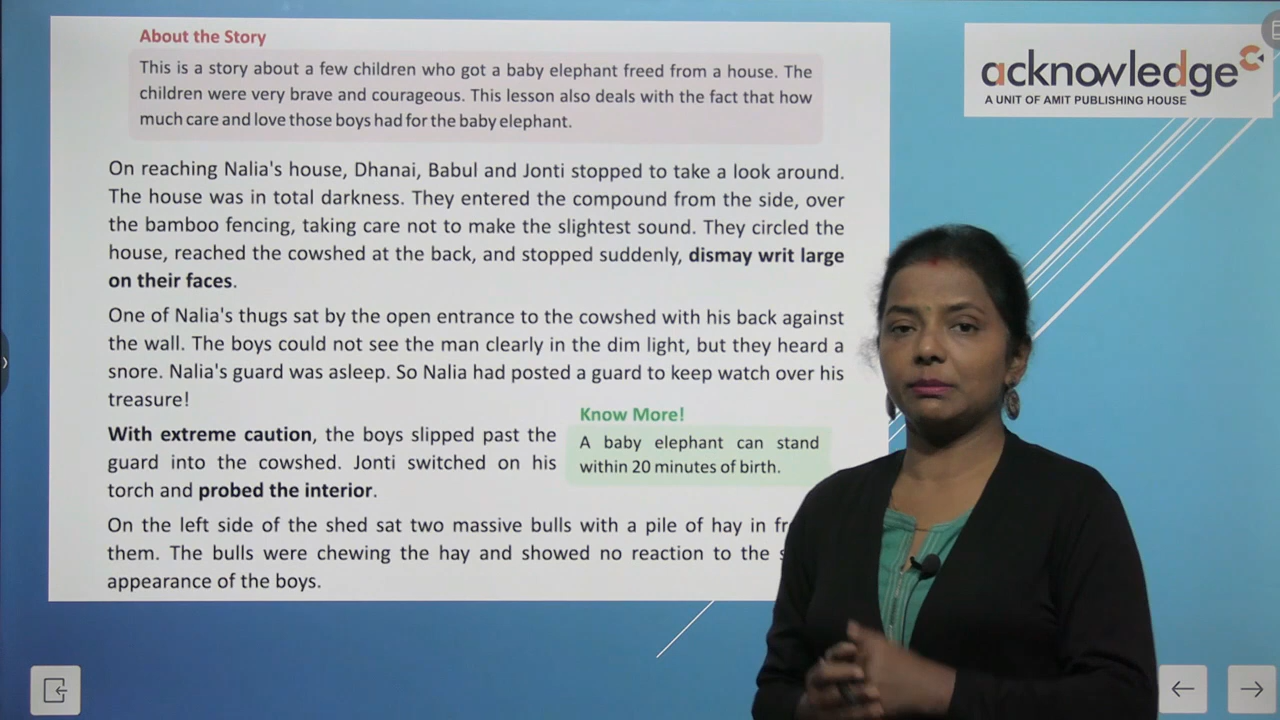 About the Story
This is a story about a few children who got a baby elephant freed from a house. The
children were very brave and courageous. This lesson also deals with the fact that how
much care and love those boys had for the baby elephant.
On reaching Nalia's house, Dhanai, Babul and Jonti stopped to take a look around.
The house was in total darkness. They entered the compound from the side, over
the bamboo fencing, taking care not to make the slightest sound. They circled the
house, reached the cowshed at the back, and stopped suddenly, dismay writ large
on their faces.
One of Nalia's thugs sat by the open entrance to the cowshed with his back against
the wall. The boys could not see the man clearly in the dim light, but they heard a
snore. Nalia's guard was asleep. So Nalia had posted a guard to keep watch over his
treasure!
With extreme caution, the boys slipped past the
guard into the cowshed. Jonti switched on his
torch and probed the interior.
Know More!
A baby elephant can stand
within 20 minutes of birth.
On the left side of the shed sat two massive bulls with a pile of hay in
them. The bulls were chewing the hay and showed no reaction to the
appearance of the boys.
acknowledge
A UNIT OF AMIT PUBLISHING HOUSE